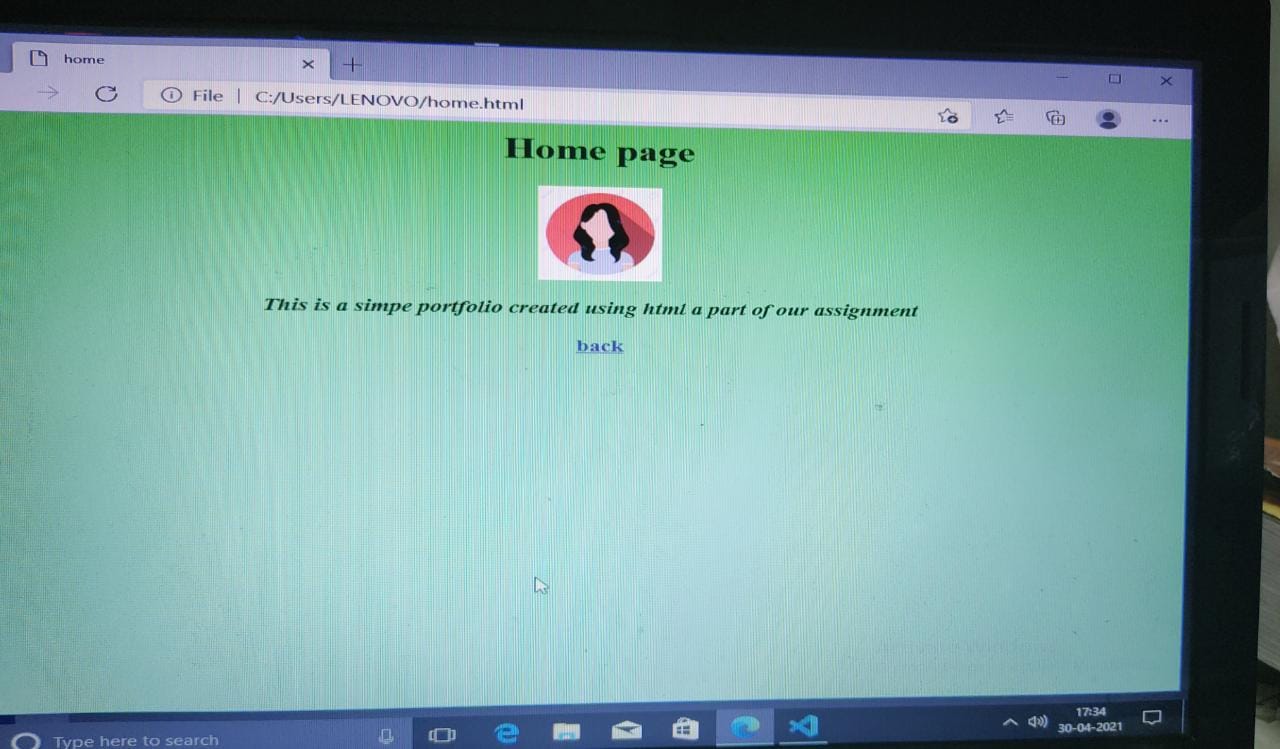 home
File | C:/Users/LENOVO/home.html
Home page
This is a simpe portfolio created using html a part of our assignment
back
Type here to search
17:34
30-04-2021